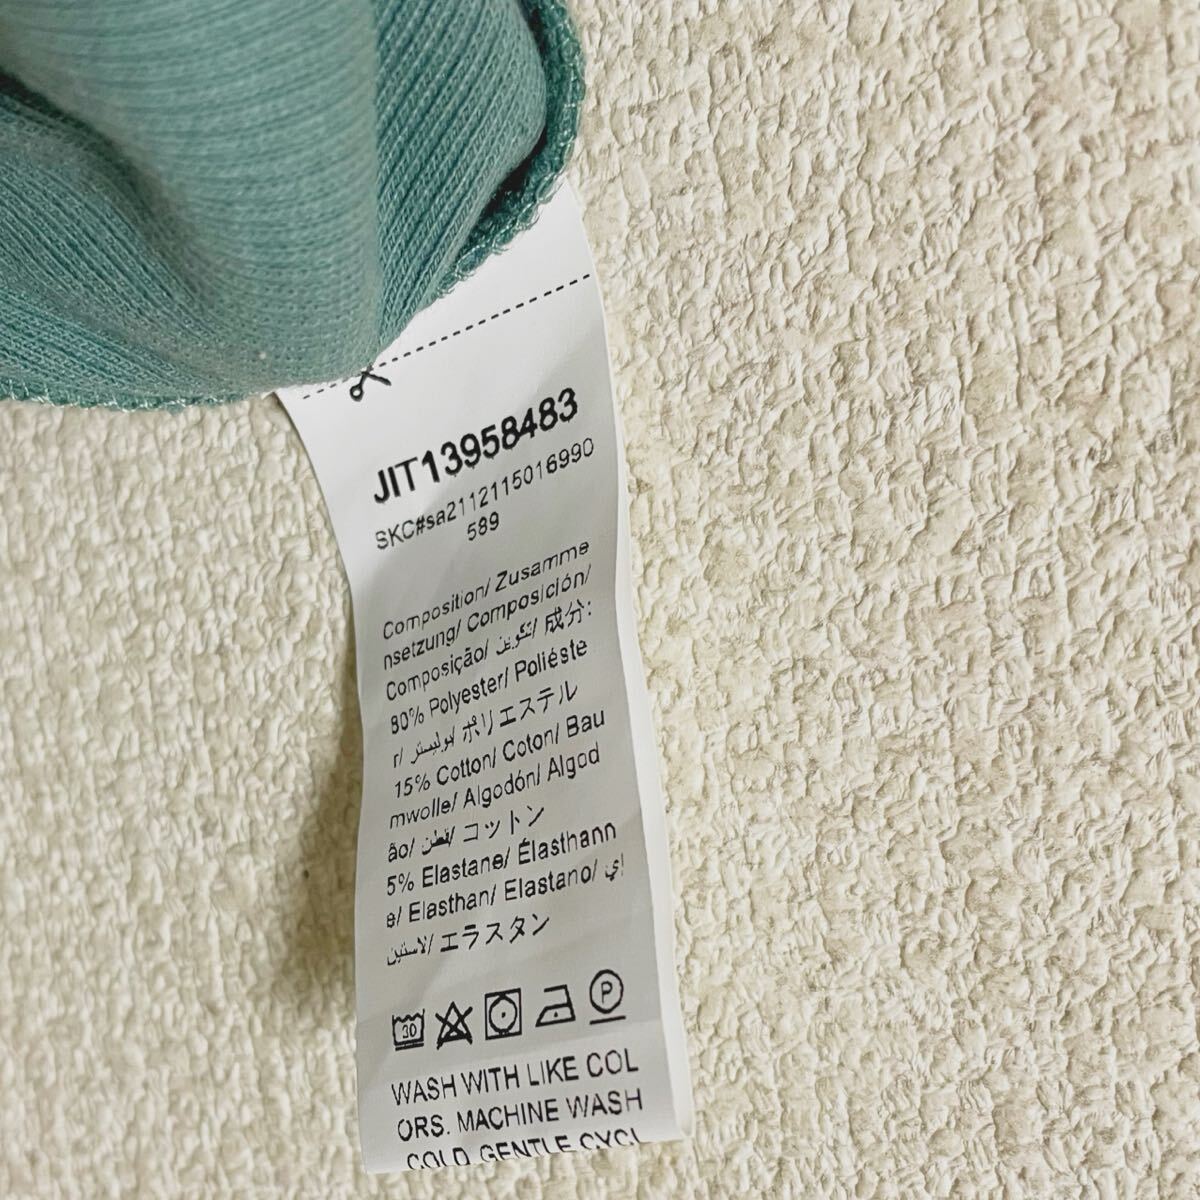 JIT13958483
SKC#sa2112115016990
589
Composition/ Zusamme
nsetzung/ Composición/
Composição/ تكوين/ 成分:
80% Polyester/ Poliéste
r/ بوليستر/ ポリエステル
15% Cotton/ Coton/ Bau
mwolle/ Algodón/ Algod
ão/ قطن/ コットン
5% Elastane/ Élasthann
e/ Elasthan/ Elastano/ إي
لاستين/ エラスタン
30 P
WASH WITH LIKE COL
ORS. MACHINE WASH
COLD, GENTLE CYCL